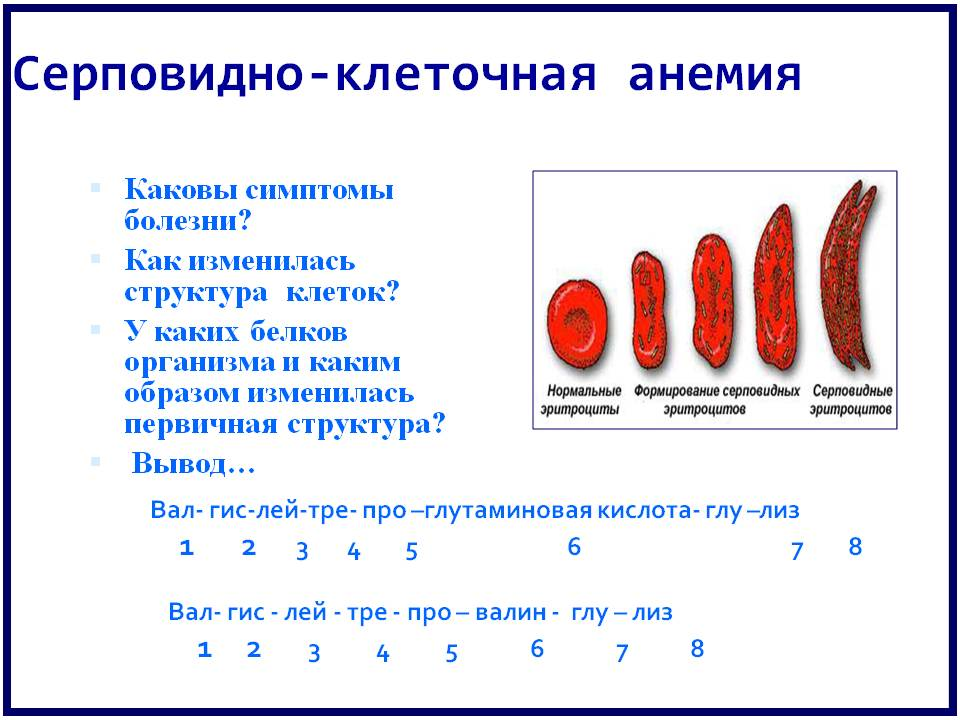 Серповидно-клеточная анемия
Каковы симптомы
болезни?
Как изменилась
структура клеток?
У каких белков
организма и каким
образом изменилась
первичная структура?
Вывод…
Нормальные Формирование серповидных Серповидные
эритроциты эритроцитов эритроцитов
Вал- гис-лей-тре- про –глутаминовая кислота- глу –лиз
1 2 3 4 5 6 7 8
Вал- гис - лей - тре - про – валин - глу – лиз
1 2 3 4 5 6 7 8